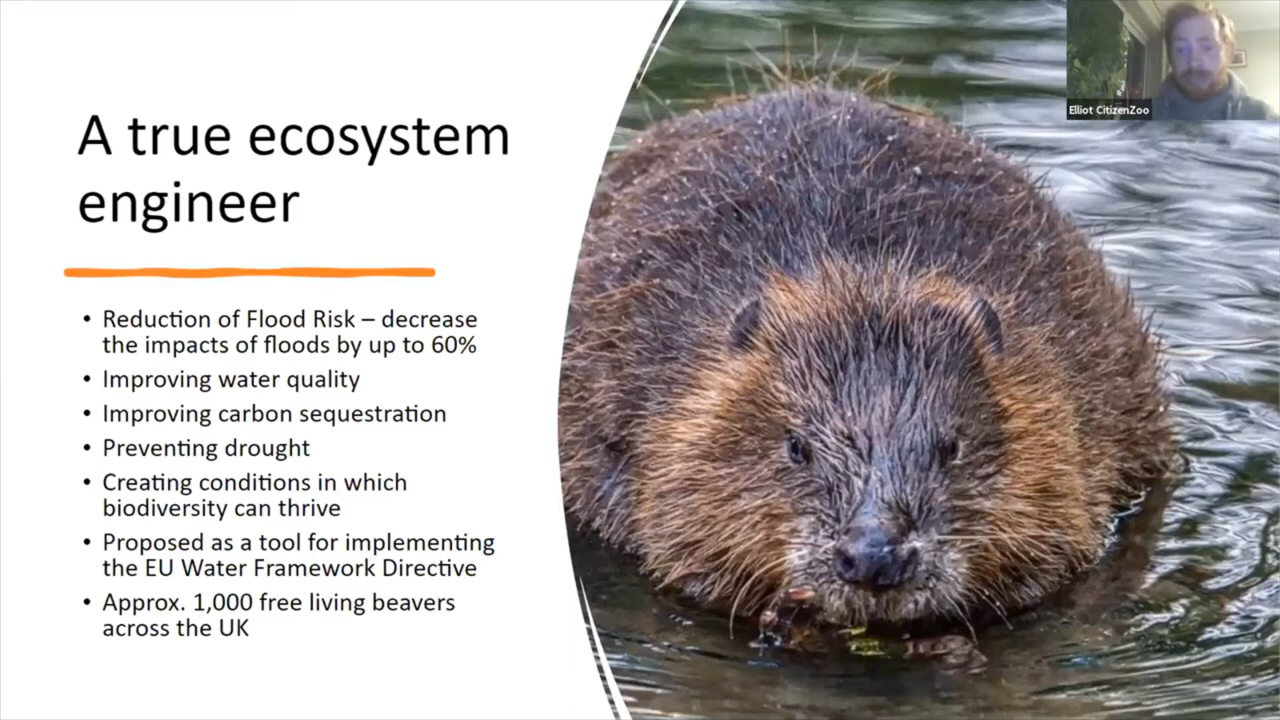 A true ecosystem
engineer
• Reduction of Flood Risk – decrease
the impacts of floods by up to 60%
• Improving water quality
• Improving carbon sequestration
• Preventing drought
• Creating conditions in which
biodiversity can thrive
• Proposed as a tool for implementing
the EU Water Framework Directive
• Approx. 1,000 free living beavers
across the UK
Elliot CitizenZoo